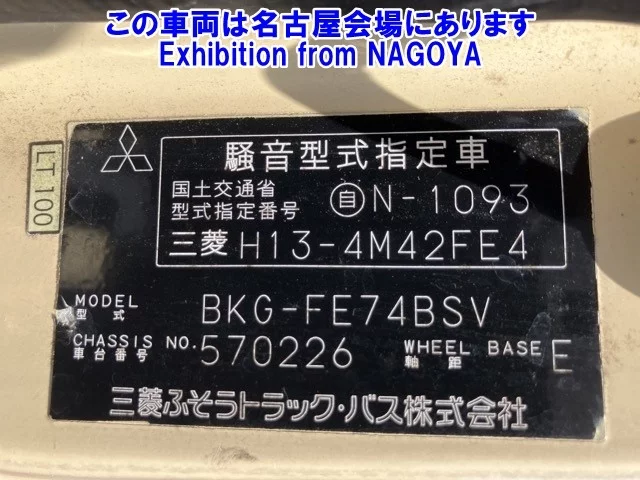 この車両は名古屋会場にあります
Exhibition from NAGOYA
LT 100
騒音型式指定車
国土交通省
型式指定番号 自 N-1093
三菱 H13-4M42FE4
MODEL
型式 BKG-FE74BSV
CHASSIS NO.
車台番号 570226 WHEEL BASE
軸距 E
三菱ふそうトラック・バス株式会社